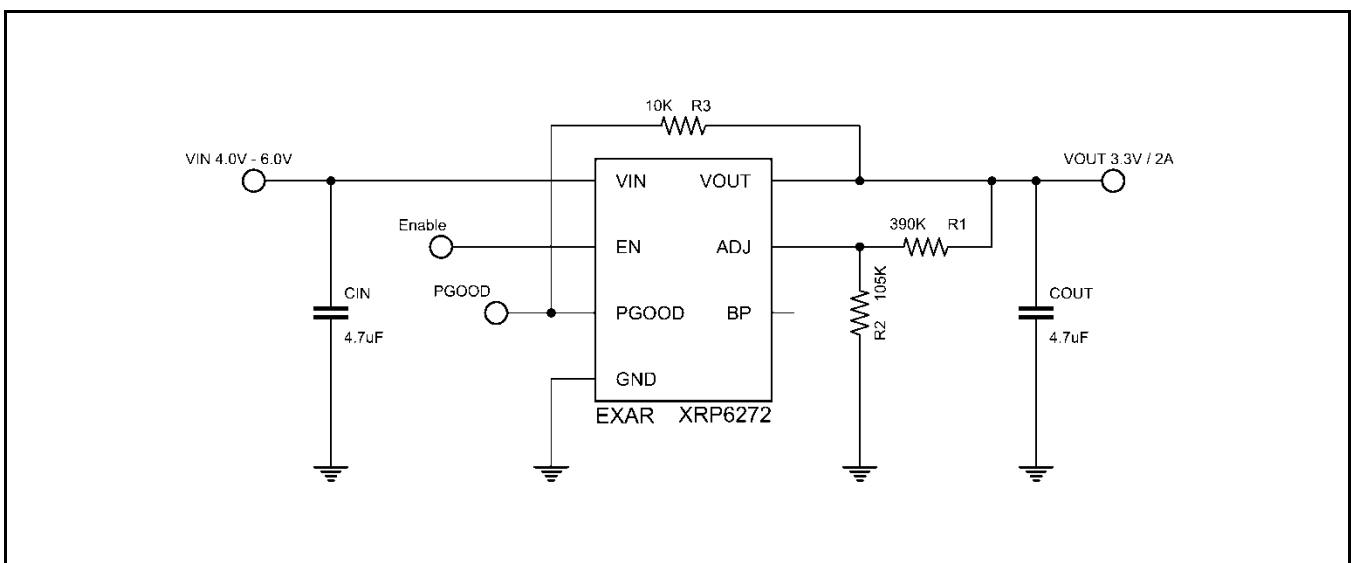 10K R3
VIN 4.0V - 6.0V
VOUT 3.3V / 2A
VIN VOUT
Enable
EN ADJ
390K R1
PGOOD
PGOOD BP
R2 105K
CIN
4.7uF
COUT
4.7uF
GND
EXAR XRP6272